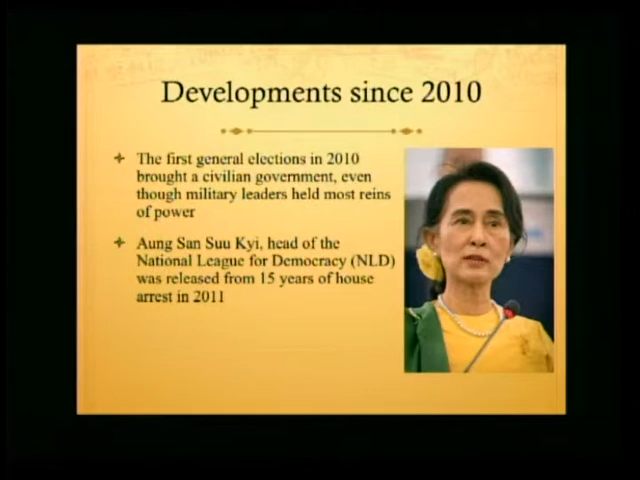 Developments since 2010
The first general elections in 2010
brought a civilian government, even
though military leaders held most reins
of power
Aung San Suu Kyi, head of the
National League for Democracy (NLD)
was released from 15 years of house
arrest in 2011